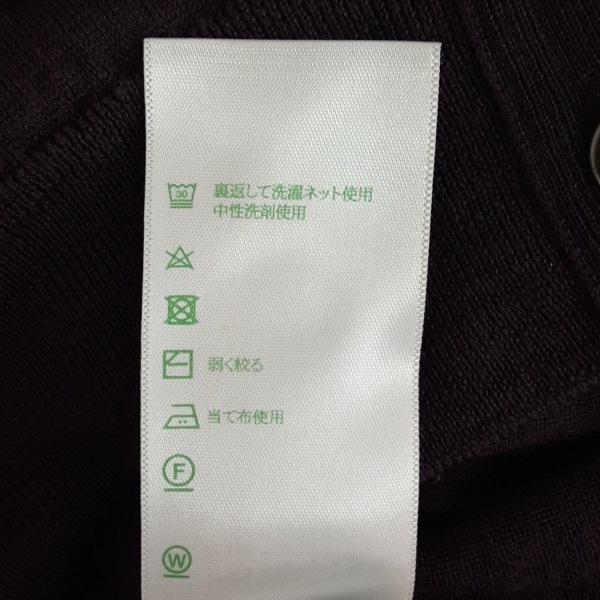 30 裏返して洗濯ネット使用
中性洗剤使用
弱く絞る
当て布使用
F
W